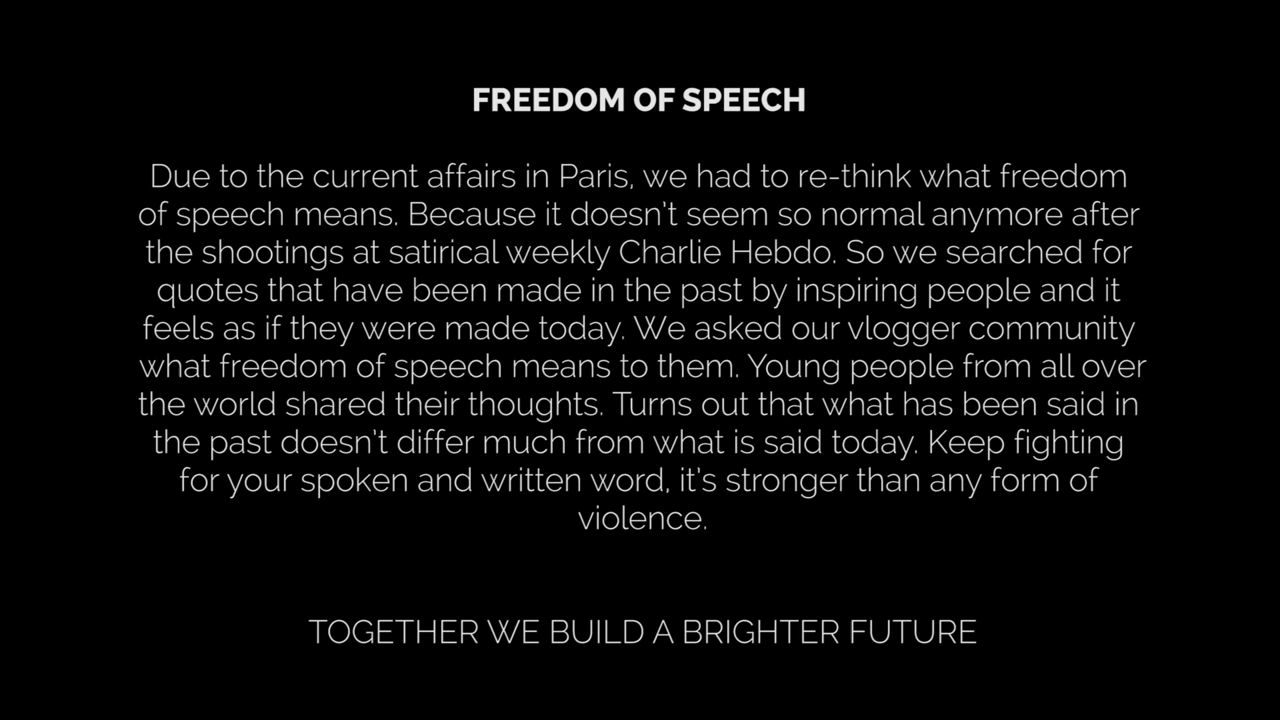 FREEDOM OF SPEECH
Due to the current affairs in Paris, we had to re-think what freedom
of speech means. Because it doesn't seem so normal anymore after
the shootings at satirical weekly Charlie Hebdo. So we searched for
quotes that have been made in the past by inspiring people and it
feels as if they were made today. We asked our vlogger community
what freedom of speech means to them. Young people from all over
the world shared their thoughts. Turns out that what has been said in
the past doesn't differ much from what is said today. Keep fighting
for your spoken and written word, it's stronger than any form of
violence.
TOGETHER WE BUILD A BRIGHTER FUTURE